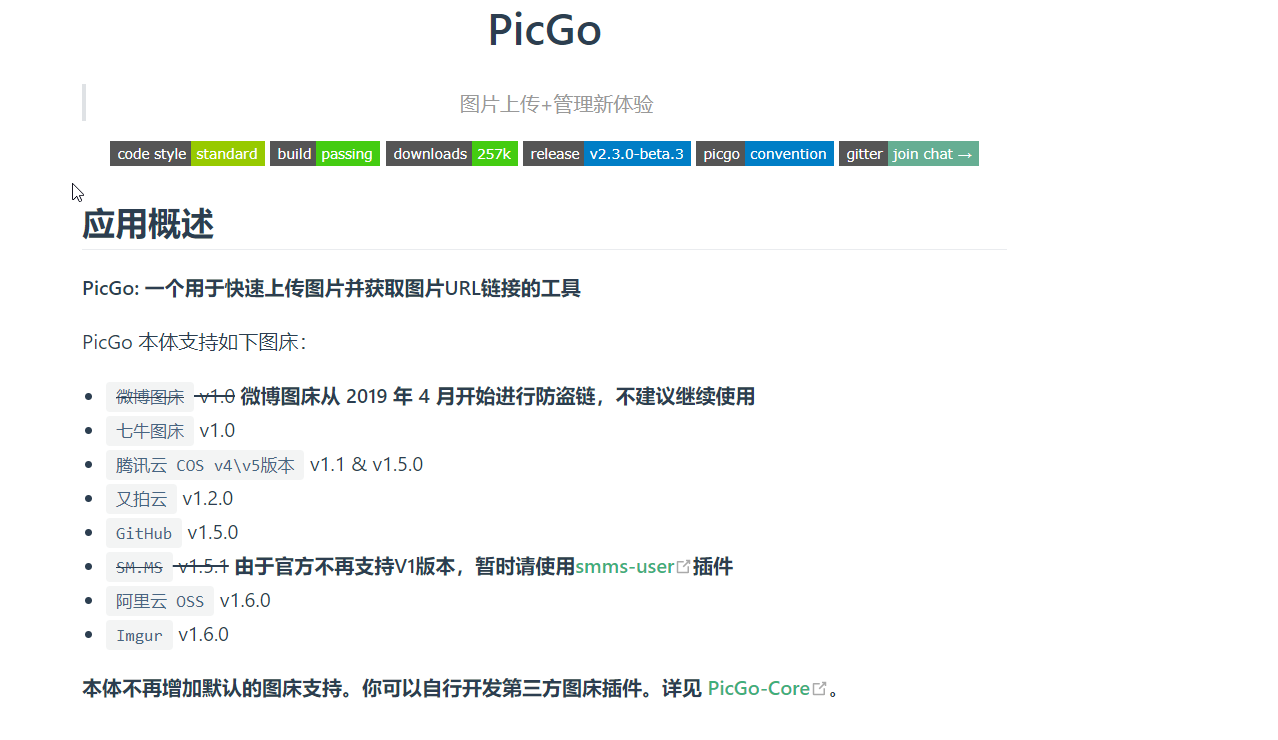 PicGo
图片上传+管理新体验
code style standard build passing downloads 257k release v2.3.0-beta.3 picgo convention gitter join chat →
应用概述
PicGo: 一个用于快速上传图片并获取图片URL链接的工具
PicGo 本体支持如下图床：
微博图床 v1.0 微博图床从 2019 年 4 月开始进行防盗链，不建议继续使用
七牛图床 v1.0
腾讯云 COS v4\v5版本 v1.1 & v1.5.0
又拍云 v1.2.0
GitHub v1.5.0
SM.MS v1.5.1 由于官方不再支持V1版本，暂时请使用smms-user插件
阿里云 OSS v1.6.0
Imgur v1.6.0
本体不再增加默认的图床支持。你可以自行开发第三方图床插件。详见 PicGo-Core。